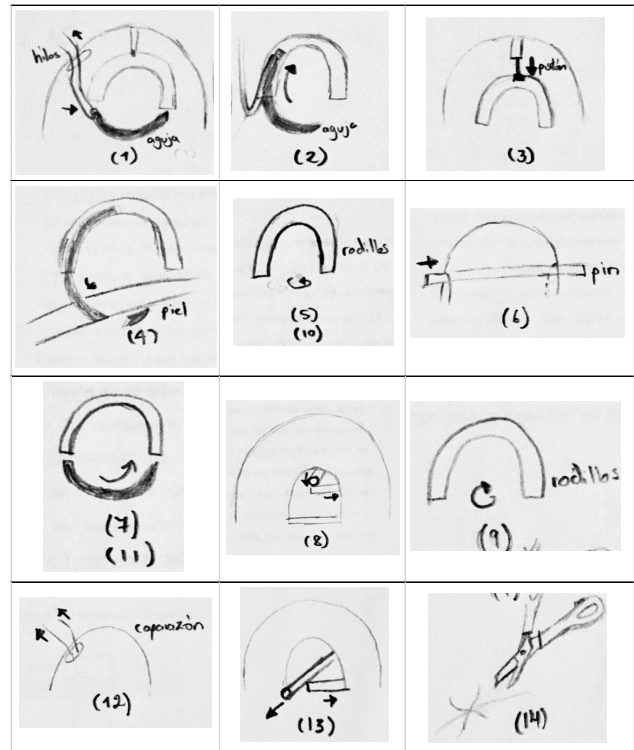 hilos
aguja
(1)
aguja
(2)
pistón
(3)
piel
(4)
rodillos
(5)
(10)
pin
(6)
(7)
(11)
(8)
rodillos
(9)
caparazón
(12)
(13)
(14)